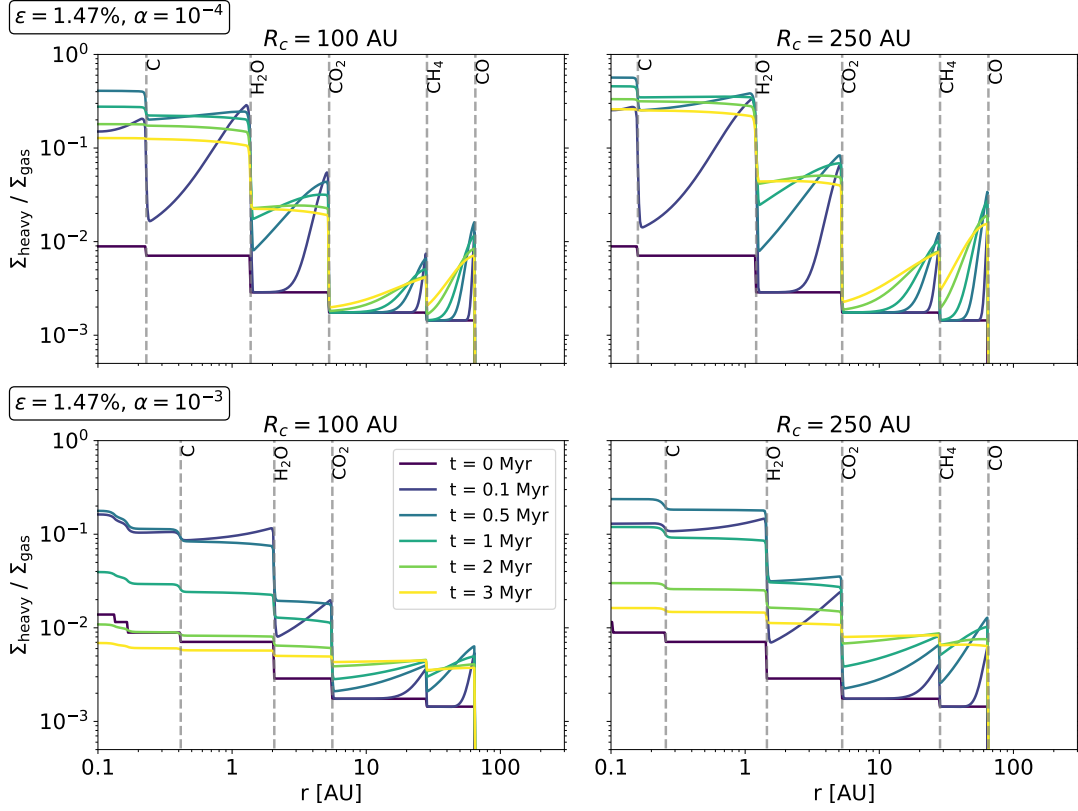 ε = 1.47%, α = 10⁻⁴
R_c = 100 AU
R_c = 250 AU
C
H₂O
CO₂
CH₄
CO
C
H₂O
CO₂
CH₄
CO
10⁰
10⁻¹
10⁻²
10⁻³
Σ_heavy / Σ_gas
ε = 1.47%, α = 10⁻³
R_c = 100 AU
R_c = 250 AU
C
H₂O
CO₂
C
H₂O
CO₂
CH₄
CO
t = 0 Myr
t = 0.1 Myr
t = 0.5 Myr
t = 1 Myr
t = 2 Myr
t = 3 Myr
10⁰
10⁻¹
10⁻²
10⁻³
Σ_heavy / Σ_gas
0.1 1 10 100
0.1 1 10 100
r [AU]
r [AU]